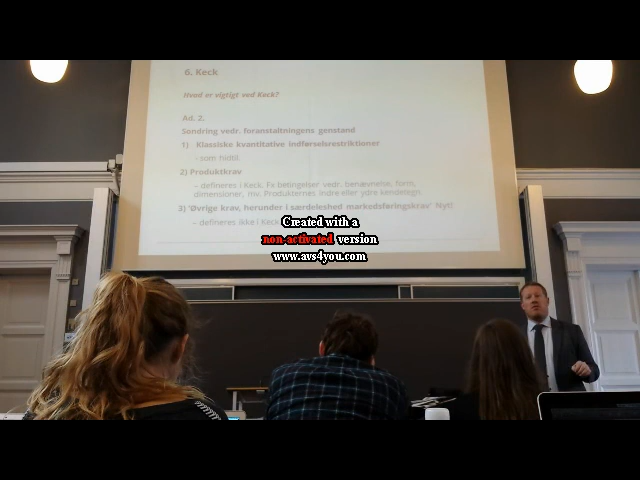 6. Keck
Hvad er vigtigt ved Keck?
Ad. 2.
Sondring vedr. foranstaltningens genstand
1) Klassiske kvantitative indførselsrestriktioner
- som hidtil.
2) Produktkrav
– defineres i Keck. Fx betingelser vedr. benævnelse, form,
dimensioner, mv. Produkternes indre eller ydre kendetegn
3) 'Øvrige krav, herunder i særdeleshed markedsføringskrav' Nyt!
– defineres ikke i Keck
Created with a
non-activated version
www.avs4you.com